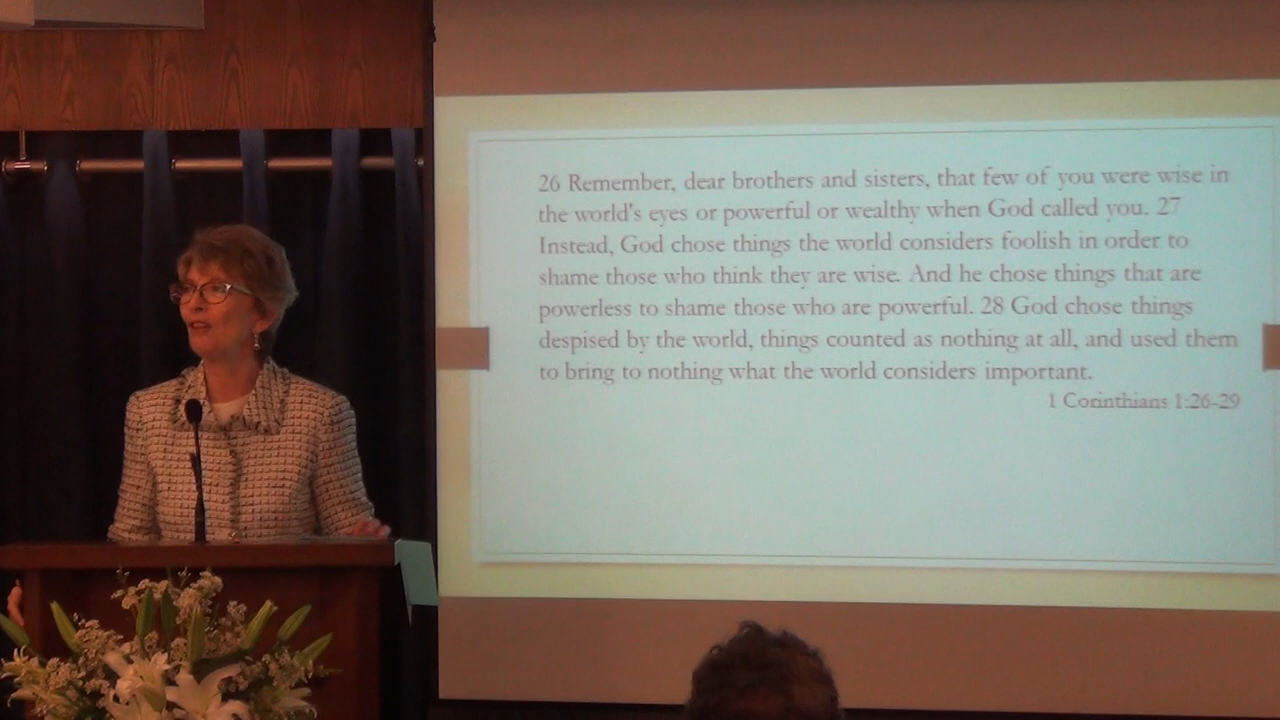 26 Remember, dear brothers and sisters, that few of you were wise in
the world's eyes or powerful or wealthy when God called you. 27
Instead, God chose things the world considers foolish in order to
shame those who think they are wise. And he chose things that are
powerless to shame those who are powerful. 28 God chose things
despised by the world, things counted as nothing at all, and used them
to bring to nothing what the world considers important.
1 Corinthians 1:26-29